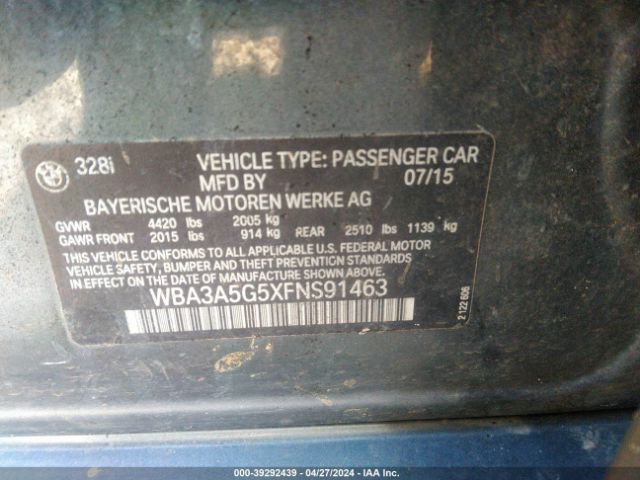 328i VEHICLE TYPE: PASSENGER CAR
MFD BY 07/15
BAYERISCHE MOTOREN WERKE AG
GVWR 4420 lbs 2005 kg
GAWR FRONT 2015 lbs 914 kg REAR 2510 lbs 1139 kg
THIS VEHICLE CONFORMS TO ALL APPLICABLE U.S. FEDERAL MOTOR
VEHICLE SAFETY, BUMPER AND THEFT PREVENTION STANDARDS
IN EFFECT ON THE DATE OF MANUFACTURE SHOWN ABOVE.
WBA3A5G5XFNS91463
2 122 606
000-39292439 - 04/27/2024 - IAA Inc.